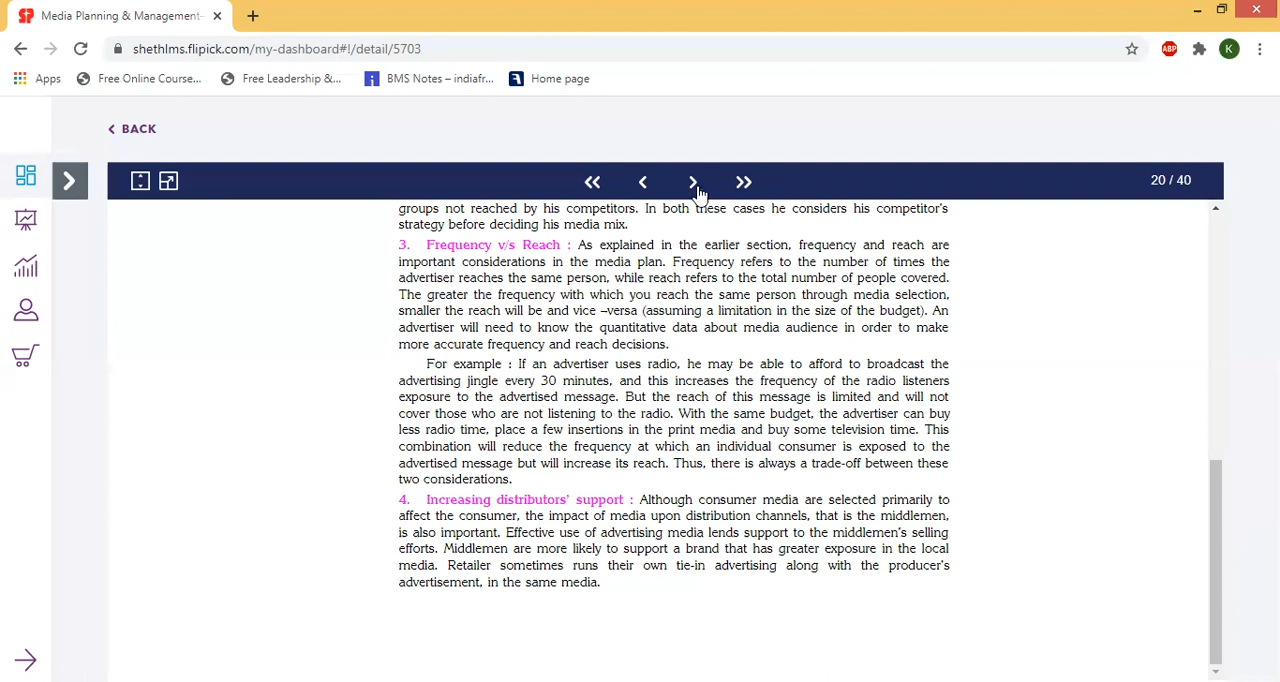 Media Planning & Management-
shethlms.flipick.com/my-dashboard#!/detail/5703
ABP
K
Apps
Free Online Course...
Free Leadership &...
BMS Notes – indiafr...
Home page
BACK
20 / 40
groups not reached by his competitors. In both these cases he considers his competitor's
strategy before deciding his media mix.
3. Frequency v/s Reach : As explained in the earlier section, frequency and reach are
important considerations in the media plan. Frequency refers to the number of times the
advertiser reaches the same person, while reach refers to the total number of people covered.
The greater the frequency with which you reach the same person through media selection,
smaller the reach will be and vice –versa (assuming a limitation in the size of the budget). An
advertiser will need to know the quantitative data about media audience in order to make
more accurate frequency and reach decisions.
For example : If an advertiser uses radio, he may be able to afford to broadcast the
advertising jingle every 30 minutes, and this increases the frequency of the radio listeners
exposure to the advertised message. But the reach of this message is limited and will not
cover those who are not listening to the radio. With the same budget, the advertiser can buy
less radio time, place a few insertions in the print media and buy some television time. This
combination will reduce the frequency at which an individual consumer is exposed to the
advertised message but will increase its reach. Thus, there is always a trade-off between these
two considerations.
4. Increasing distributors' support : Although consumer media are selected primarily to
affect the consumer, the impact of media upon distribution channels, that is the middlemen,
is also important. Effective use of advertising media lends support to the middlemen's selling
efforts. Middlemen are more likely to support a brand that has greater exposure in the local
media. Retailer sometimes runs their own tie-in advertising along with the producer's
advertisement, in the same media.